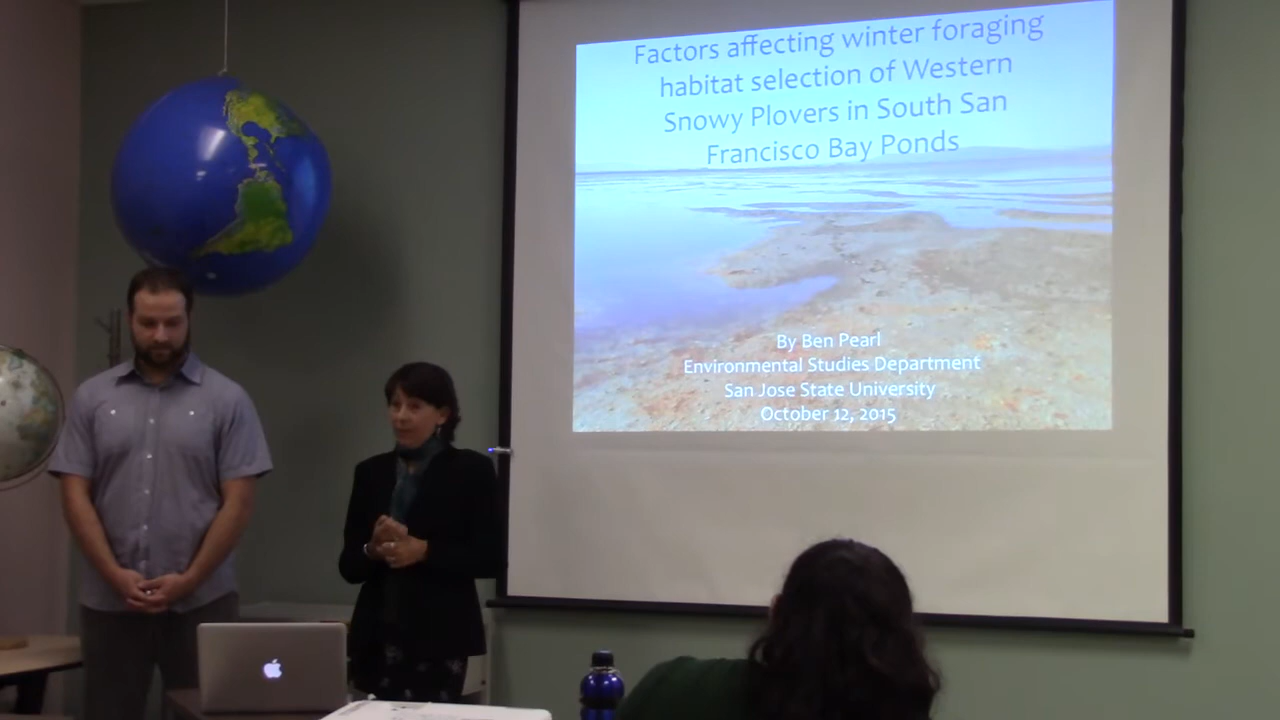 Factors affecting winter foraging
habitat selection of Western
Snowy Plovers in South San
Francisco Bay Ponds
By Ben Pearl
Environmental Studies Department
San Jose State University
October 12, 2015